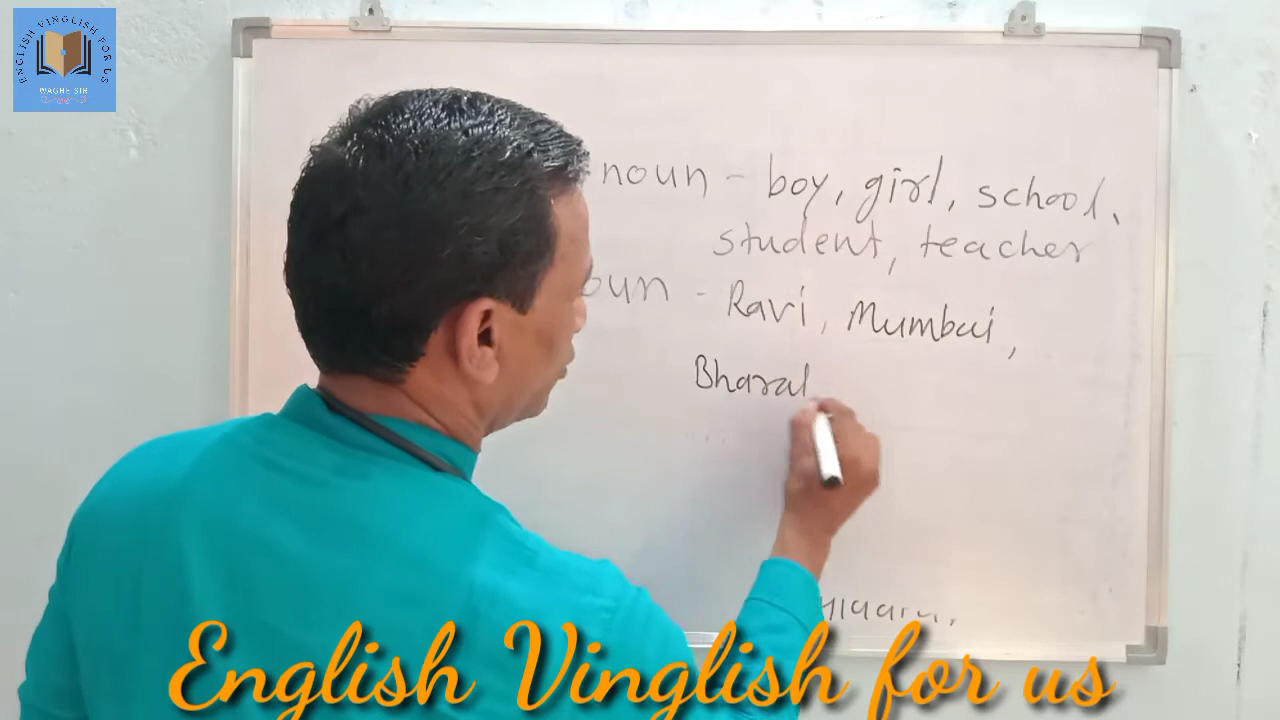 ENGLISH VINGLISH FOR US
WAGHE SIR
noun - boy, girl, school,
student, teacher
oun - Ravi, Mumbai,
Bharat
English Vinglish for us